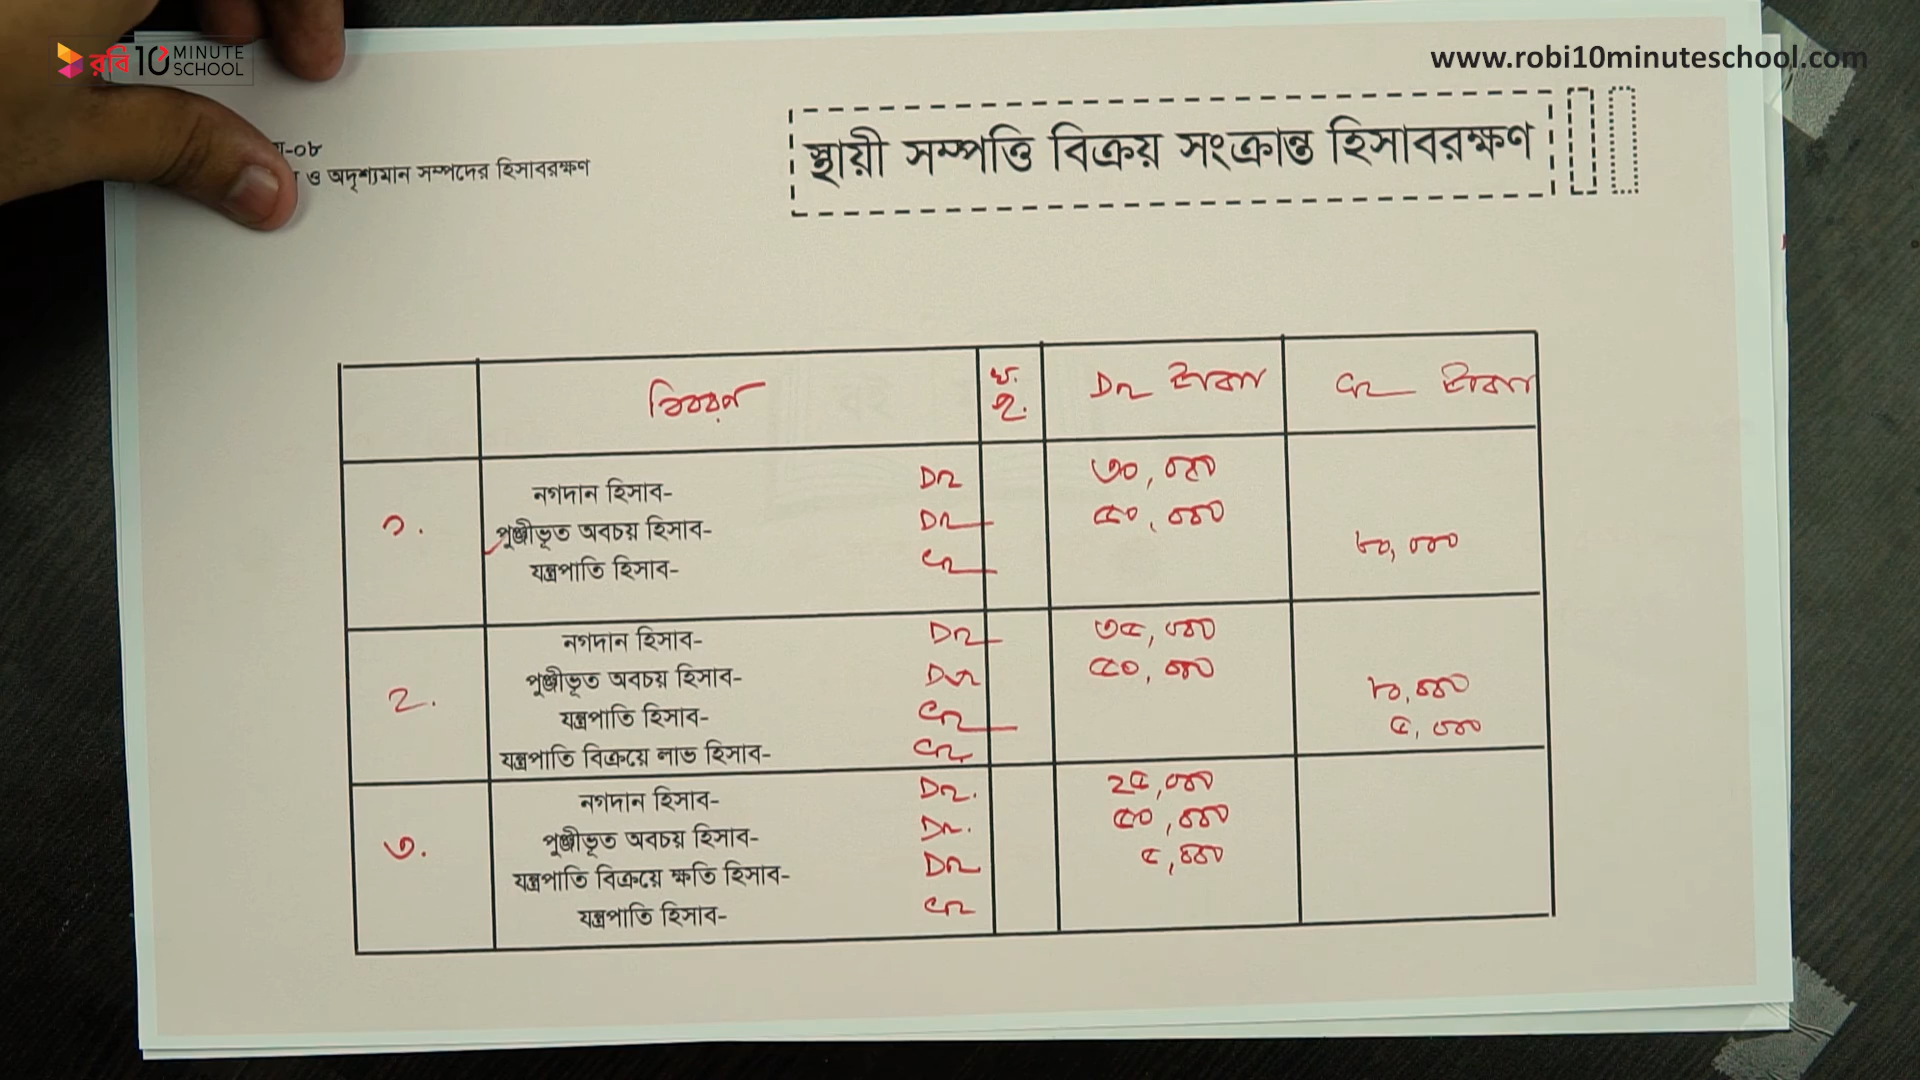 রবি 10 MINUTE SCHOOL
www.robi10minuteschool.com
-০৮
ও অদৃশ্যমান সম্পদের হিসাবরক্ষণ
স্থায়ী সম্পত্তি বিক্রয় সংক্রান্ত হিসাবরক্ষণ
বিবরণ খ. পৃ. Dr টাকা Cr টাকা
১.
নগদান হিসাব- Dr ৩০,০০০
পুঞ্জীভূত অবচয় হিসাব- Dr ৫০,০০০
যন্ত্রপাতি হিসাব- Cr ৮০,০০০
২.
নগদান হিসাব- Dr ৩৫,০০০
পুঞ্জীভূত অবচয় হিসাব- Dr ৫০,০০০
যন্ত্রপাতি হিসাব- Cr ৮০,০০০
যন্ত্রপাতি বিক্রয়ে লাভ হিসাব- Cr ৫,০০০
৩.
নগদান হিসাব- Dr. ২৫,০০০
পুঞ্জীভূত অবচয় হিসাব- Dr. ৫০,০০০
যন্ত্রপাতি বিক্রয়ে ক্ষতি হিসাব- Dr ৫,০০০
যন্ত্রপাতি হিসাব- Cr